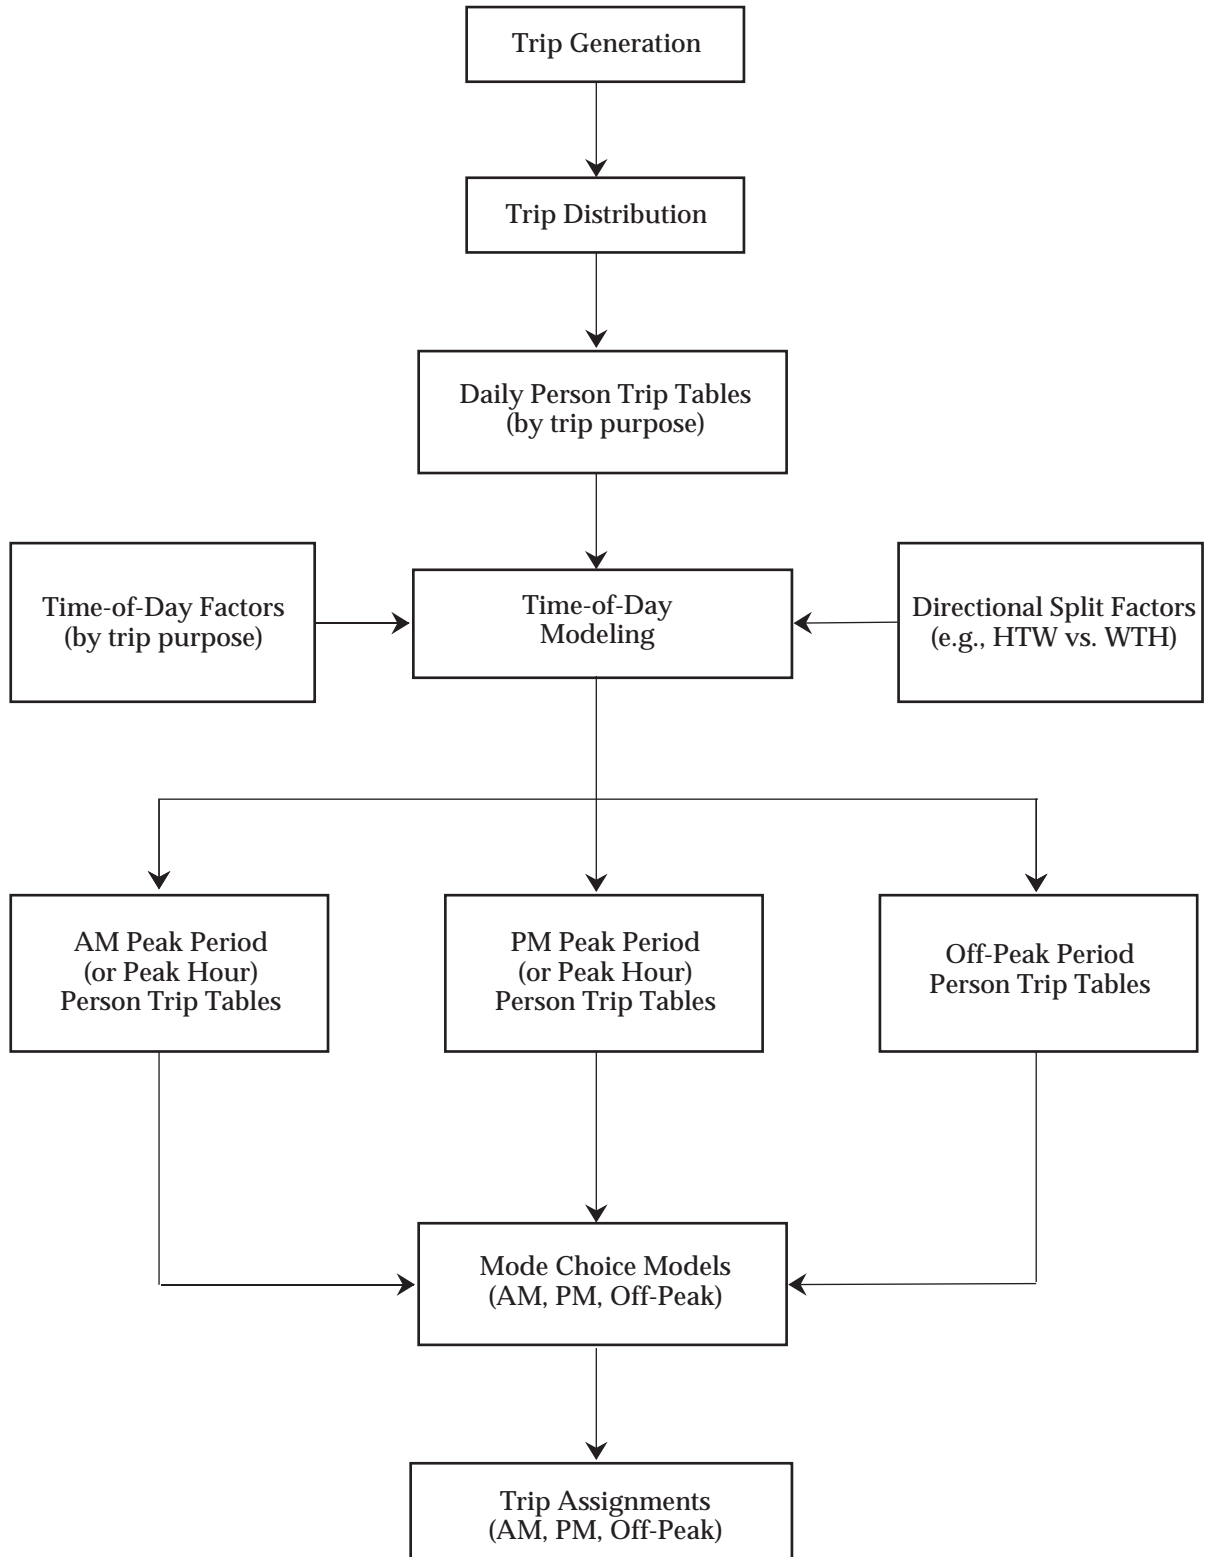 Trip Generation
Trip Distribution
Daily Person Trip Tables
(by trip purpose)
Time-of-Day Factors
(by trip purpose)
Time-of-Day
Modeling
Directional Split Factors
(e.g., HTW vs. WTH)
AM Peak Period
(or Peak Hour)
Person Trip Tables
PM Peak Period
(or Peak Hour)
Person Trip Tables
Off-Peak Period
Person Trip Tables
Mode Choice Models
(AM, PM, Off-Peak)
Trip Assignments
(AM, PM, Off-Peak)